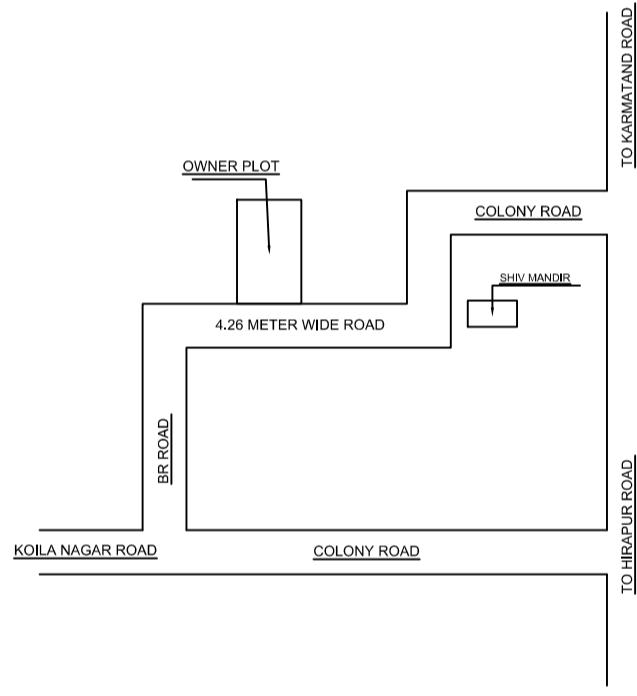 TO KARMATAND ROAD
OWNER PLOT
COLONY ROAD
SHIV MANDIR
4.26 METER WIDE ROAD
BR ROAD
KOILA NAGAR ROAD
COLONY ROAD
TO HIRAPUR ROAD